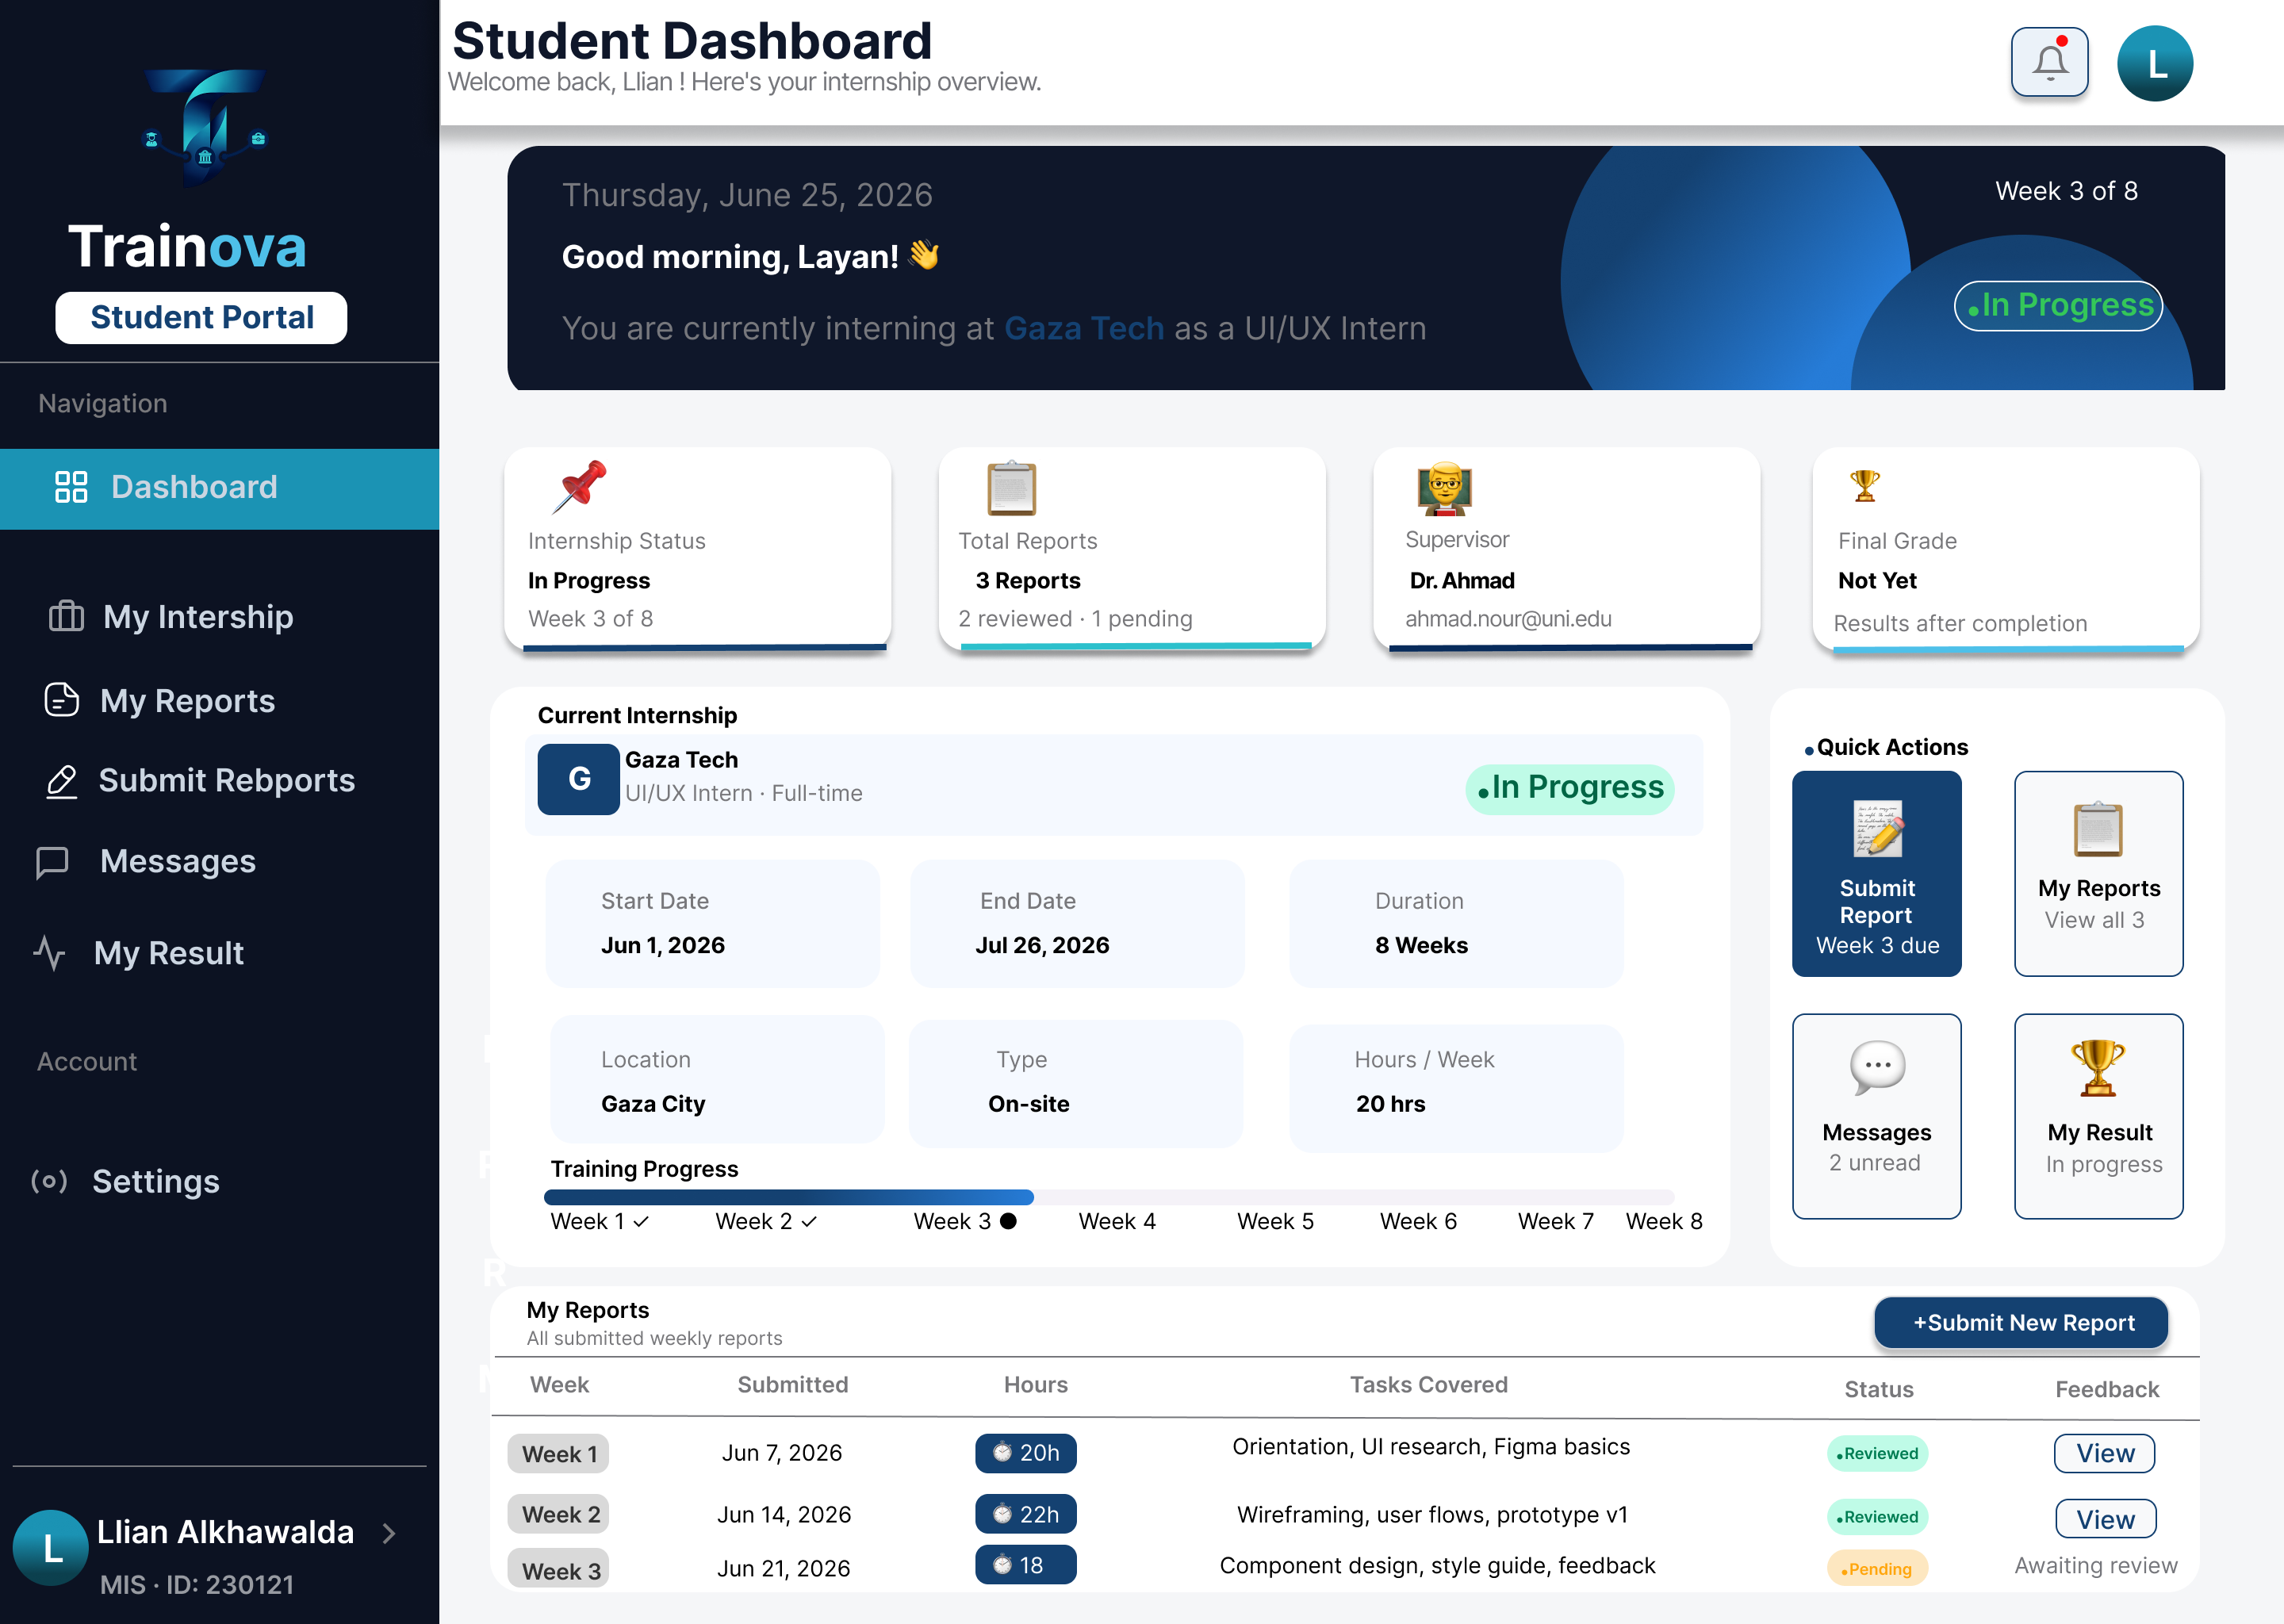 Trainova
Student Portal
Navigation
Dashboard
My Intership
My Reports
Submit Rebports
Messages
My Result
Account
Settings
L
Llian Alkhawalda
MIS · ID: 230121
Student Dashboard
Welcome back, Llian ! Here's your internship overview.
L
Thursday, June 25, 2026
Good morning, Layan! 👋
You are currently interning at Gaza Tech as a UI/UX Intern
Week 3 of 8
•In Progress
Internship Status
In Progress
Week 3 of 8
Total Reports
3 Reports
2 reviewed · 1 pending
Supervisor
Dr. Ahmad
ahmad.nour@uni.edu
Final Grade
Not Yet
Results after completion
Current Internship
G
Gaza Tech
UI/UX Intern · Full-time
•In Progress
Start Date
Jun 1, 2026
End Date
Jul 26, 2026
Duration
8 Weeks
Location
Gaza City
Type
On-site
Hours / Week
20 hrs
Training Progress
Week 1 ✓ Week 2 ✓ Week 3 ● Week 4 Week 5 Week 6 Week 7 Week 8
•Quick Actions
Submit
Report
Week 3 due
My Reports
View all 3
Messages
2 unread
My Result
In progress
R
My Reports
All submitted weekly reports
+Submit New Report
Week Submitted Hours Tasks Covered Status Feedback
Week 1 Jun 7, 2026 ⏱ 20h Orientation, UI research, Figma basics •Reviewed View
Week 2 Jun 14, 2026 ⏱ 22h Wireframing, user flows, prototype v1 •Reviewed View
Week 3 Jun 21, 2026 ⏱ 18 Component design, style guide, feedback •Pending Awaiting review